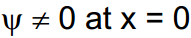 ψ ≠ 0 at x = 0